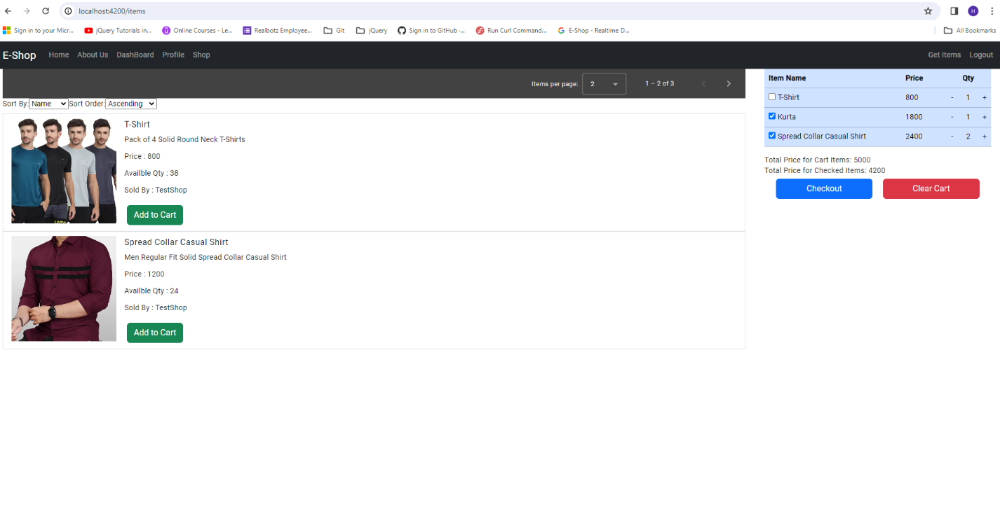 localhost:4200/items
H
Sign in to your Micr... jQuery Tutorials in... Online Courses - Le... Realbotz Employee... Git jQuery Sign in to GitHub ·... Run Curl Command... E-Shop - Realtime D... All Bookmarks
E-Shop Home About Us DashBoard Profile Shop Get Items Logout
Items per page: 2 1 – 2 of 3
Sort By: Name Sort Order: Ascending
T-Shirt
Pack of 4 Solid Round Neck T-Shirts
Price : 800
Availble Qty : 38
Sold By : TestShop
Add to Cart
Spread Collar Casual Shirt
Men Regular Fit Solid Spread Collar Casual Shirt
Price : 1200
Availble Qty : 24
Sold By : TestShop
Add to Cart
Item Name Price Qty
T-Shirt 800 - 1 +
Kurta 1800 - 1 +
Spread Collar Casual Shirt 2400 - 2 +
Total Price for Cart Items: 5000
Total Price for Checked Items: 4200
Checkout Clear Cart